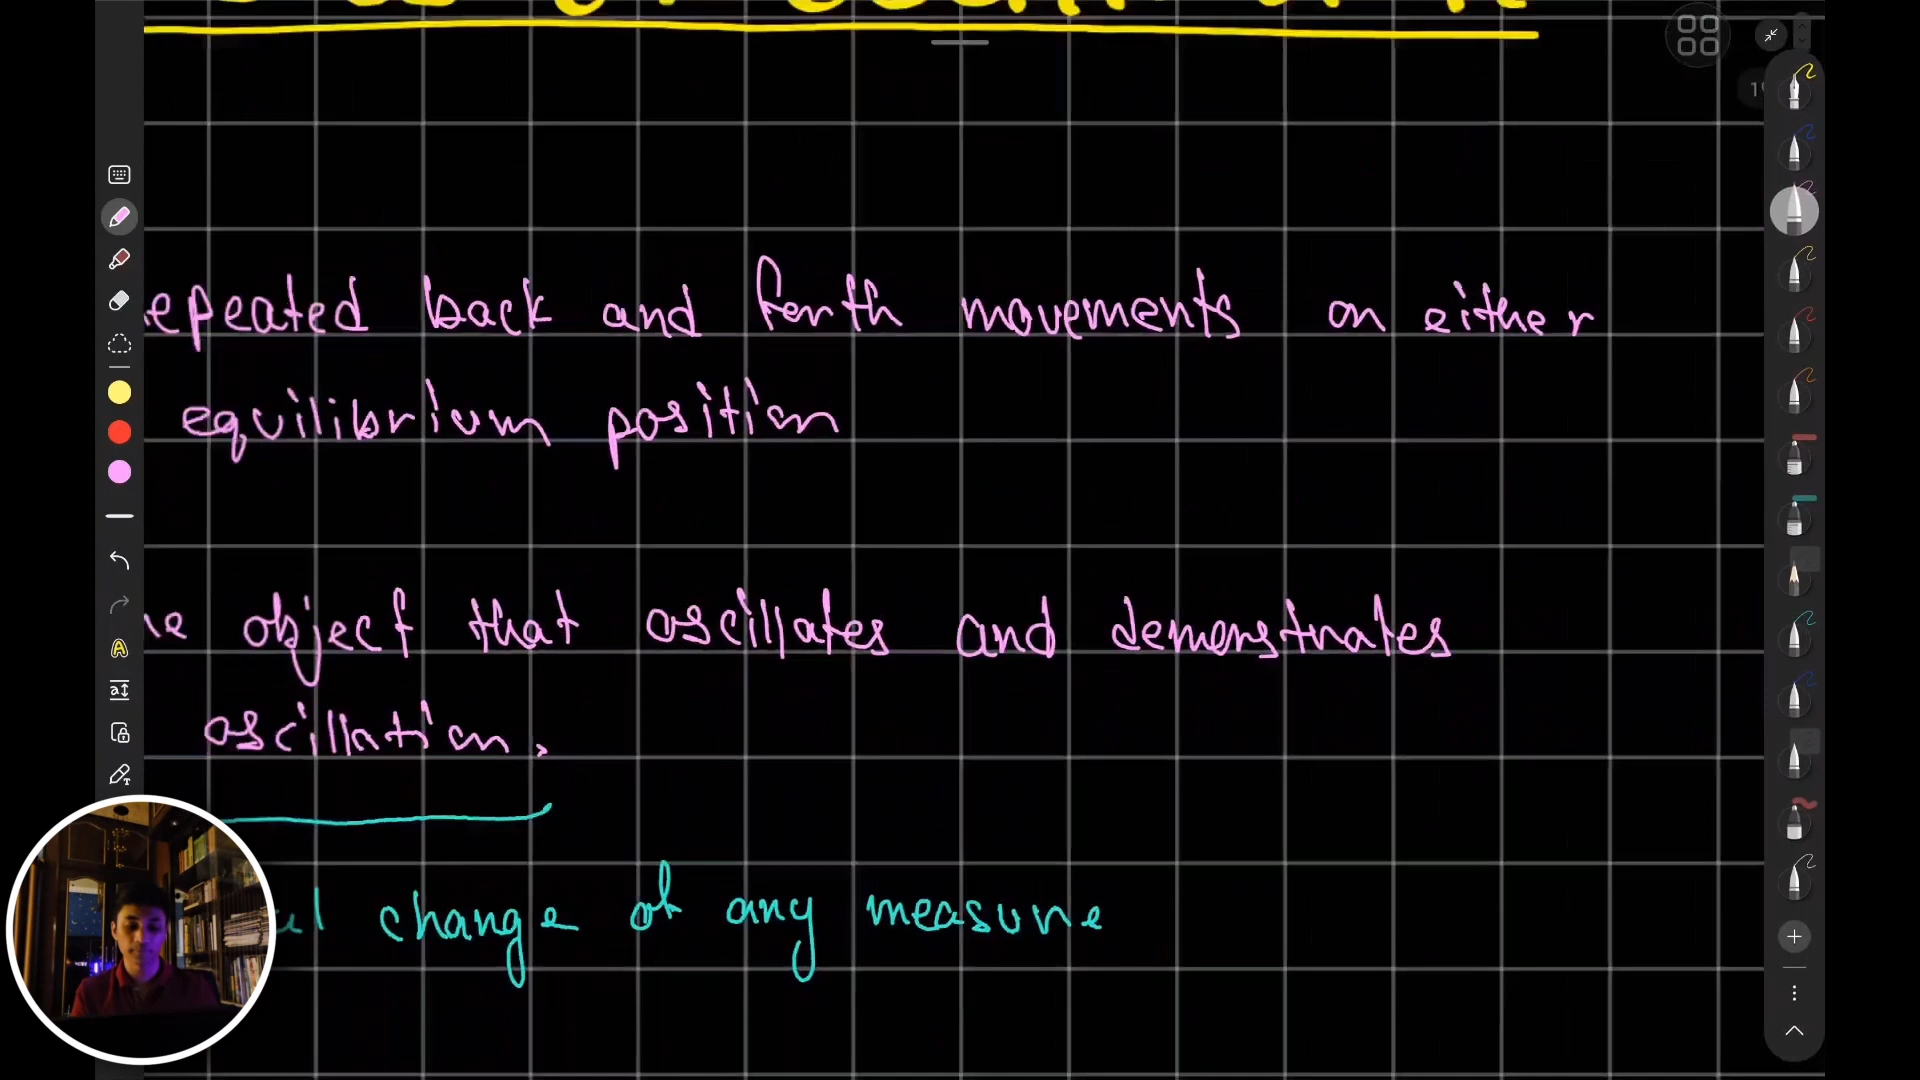 epeated back and forth movements on either
equilibrium position
object that oscillates and demonstrates
oscillation.
change of any measure